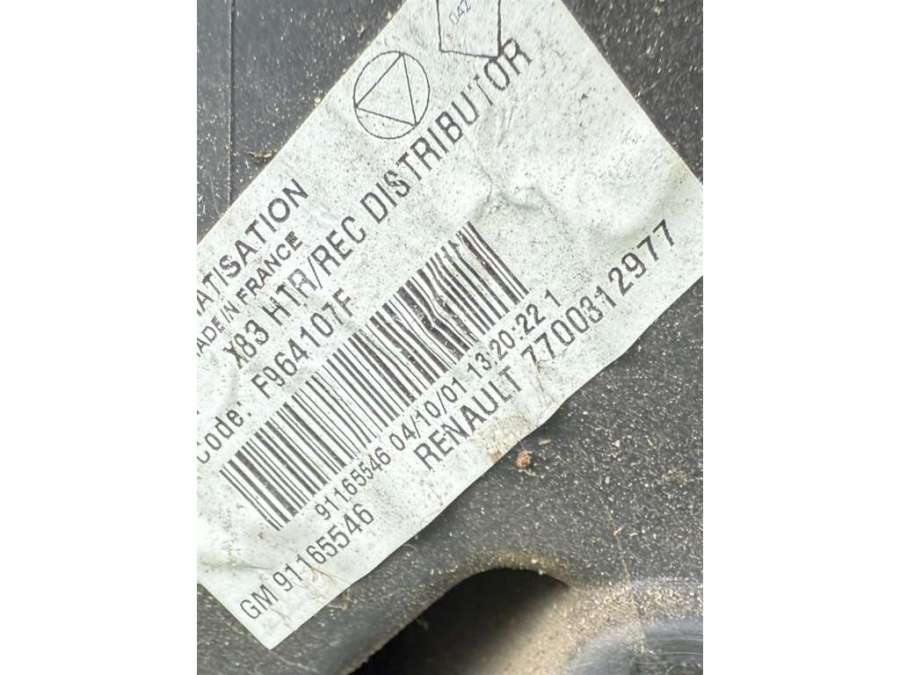 042
ATISATION
MADE IN FRANCE
X83 HTR/REC DISTRIBUTOR
Code: F964107F
91165546 04/10/01 13:20:22 1
RENAULT 7700312977
GM 91165546